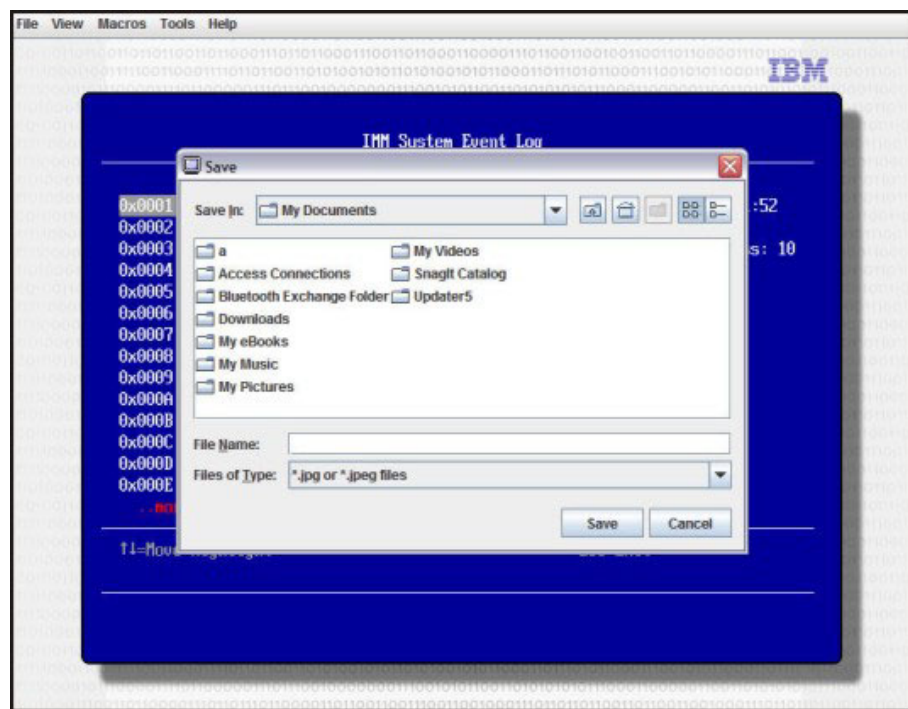 File View Macros Tools Help
IBM
IMM System Event Log
Save
Save In: My Documents
0x0001 :52
0x0002
0x0003 s: 10
0x0004
0x0005
0x0006
0x0007
0x0008
0x0009
0x000A
0x000B
0x000C
0x000D
0x000E
a
Access Connections
Bluetooth Exchange Folder
Downloads
My eBooks
My Music
My Pictures
My Videos
SnagIt Catalog
Updater5
File Name:
Files of Type: *.jpg or *.jpeg files
Save Cancel
↑↓=Move